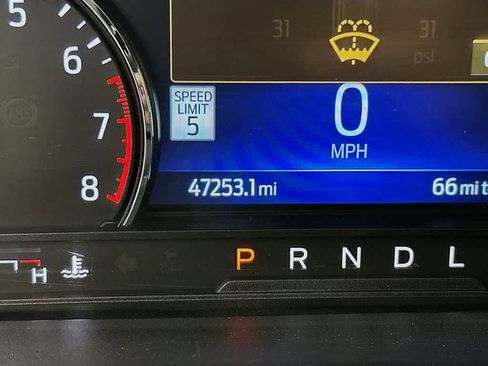 5
6
7
8
31
31
psi
SPEED
LIMIT
5
0
MPH
47253.1 mi
66 mi t
H
P R N D L